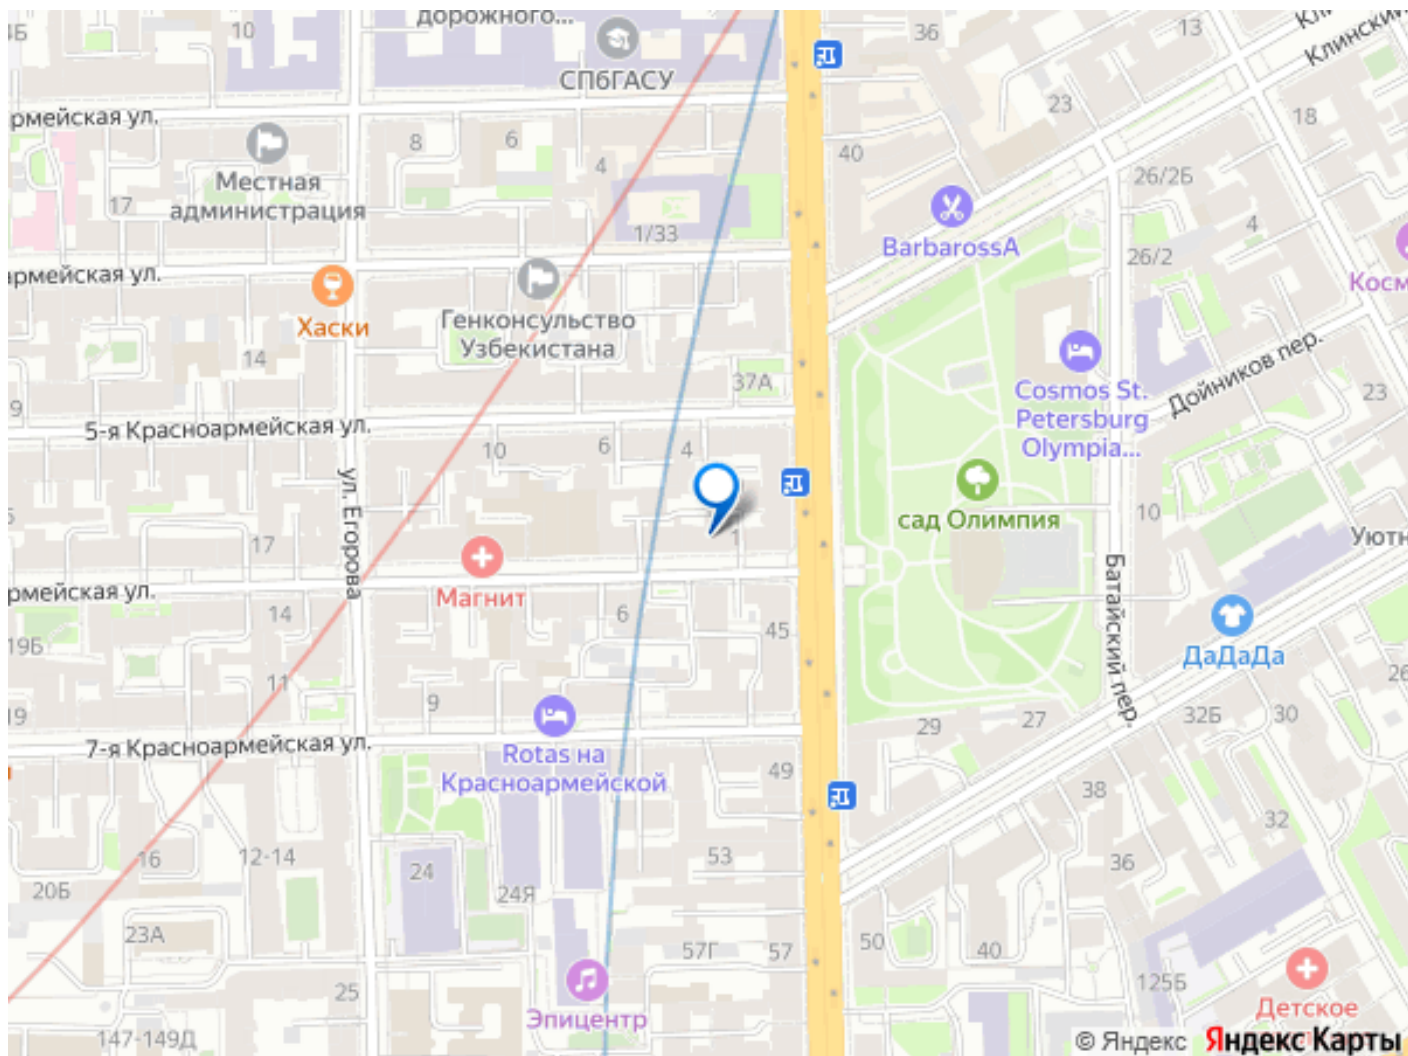 дорожного...
10
36
13
Клинский
СПбГАСУ
23
18
рмейская ул.
8
6
4
40
Местная
администрация
17
26/2Б
4
1/33
BarbarossA
26/2
армейская ул.
Хаски
Генконсульство
Узбекистана
14
37А
Косм
Cosmos St.
Petersburg
Olympia...
Дойников пер.
23
9
5-я Красноармейская ул.
10
6
4
ул. Егорова
сад Олимпия
10
17
1
Уютн
Магнит
рмейская ул.
14
6
45
Батайский пер.
19Б
ДаДаДа
11
9
19
29
27
32Б
30
26
7-я Красноармейская ул.
Rotas на
Красноармейской
49
38
32
16
12-14
24
53
36
20Б
24Я
23А
57Г
57
50
40
125Б
25
Эпицентр
Детское
147-149Д
© Яндекс Яндекс Карты